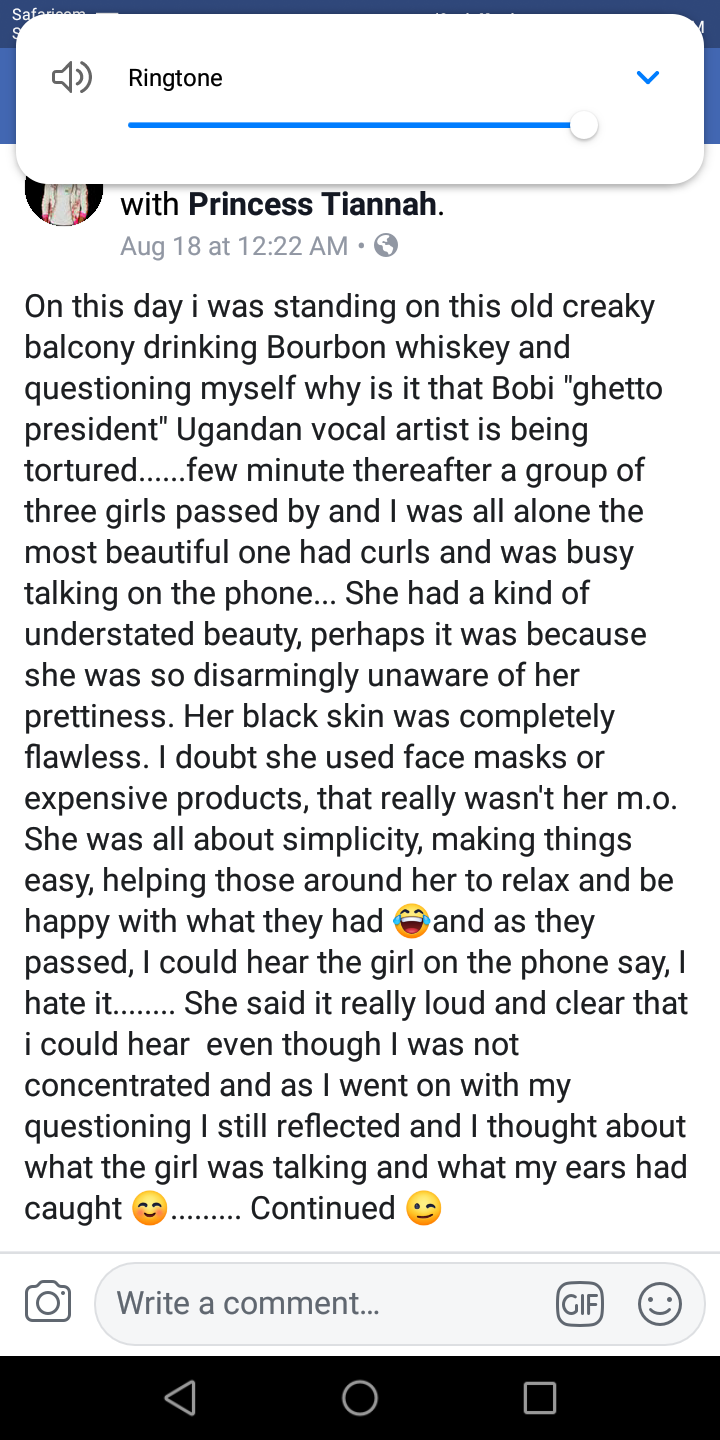 Safaricom
Ringtone
with Princess Tiannah.
Aug 18 at 12:22 AM •
On this day i was standing on this old creaky
balcony drinking Bourbon whiskey and
questioning myself why is it that Bobi "ghetto
president" Ugandan vocal artist is being
tortured......few minute thereafter a group of
three girls passed by and I was all alone the
most beautiful one had curls and was busy
talking on the phone... She had a kind of
understated beauty, perhaps it was because
she was so disarmingly unaware of her
prettiness. Her black skin was completely
flawless. I doubt she used face masks or
expensive products, that really wasn't her m.o.
She was all about simplicity, making things
easy, helping those around her to relax and be
happy with what they had 😂and as they
passed, I could hear the girl on the phone say, I
hate it........ She said it really loud and clear that
i could hear  even though I was not
concentrated and as I went on with my
questioning I still reflected and I thought about
what the girl was talking and what my ears had
caught 😊......... Continued 😉
Write a comment...
GIF